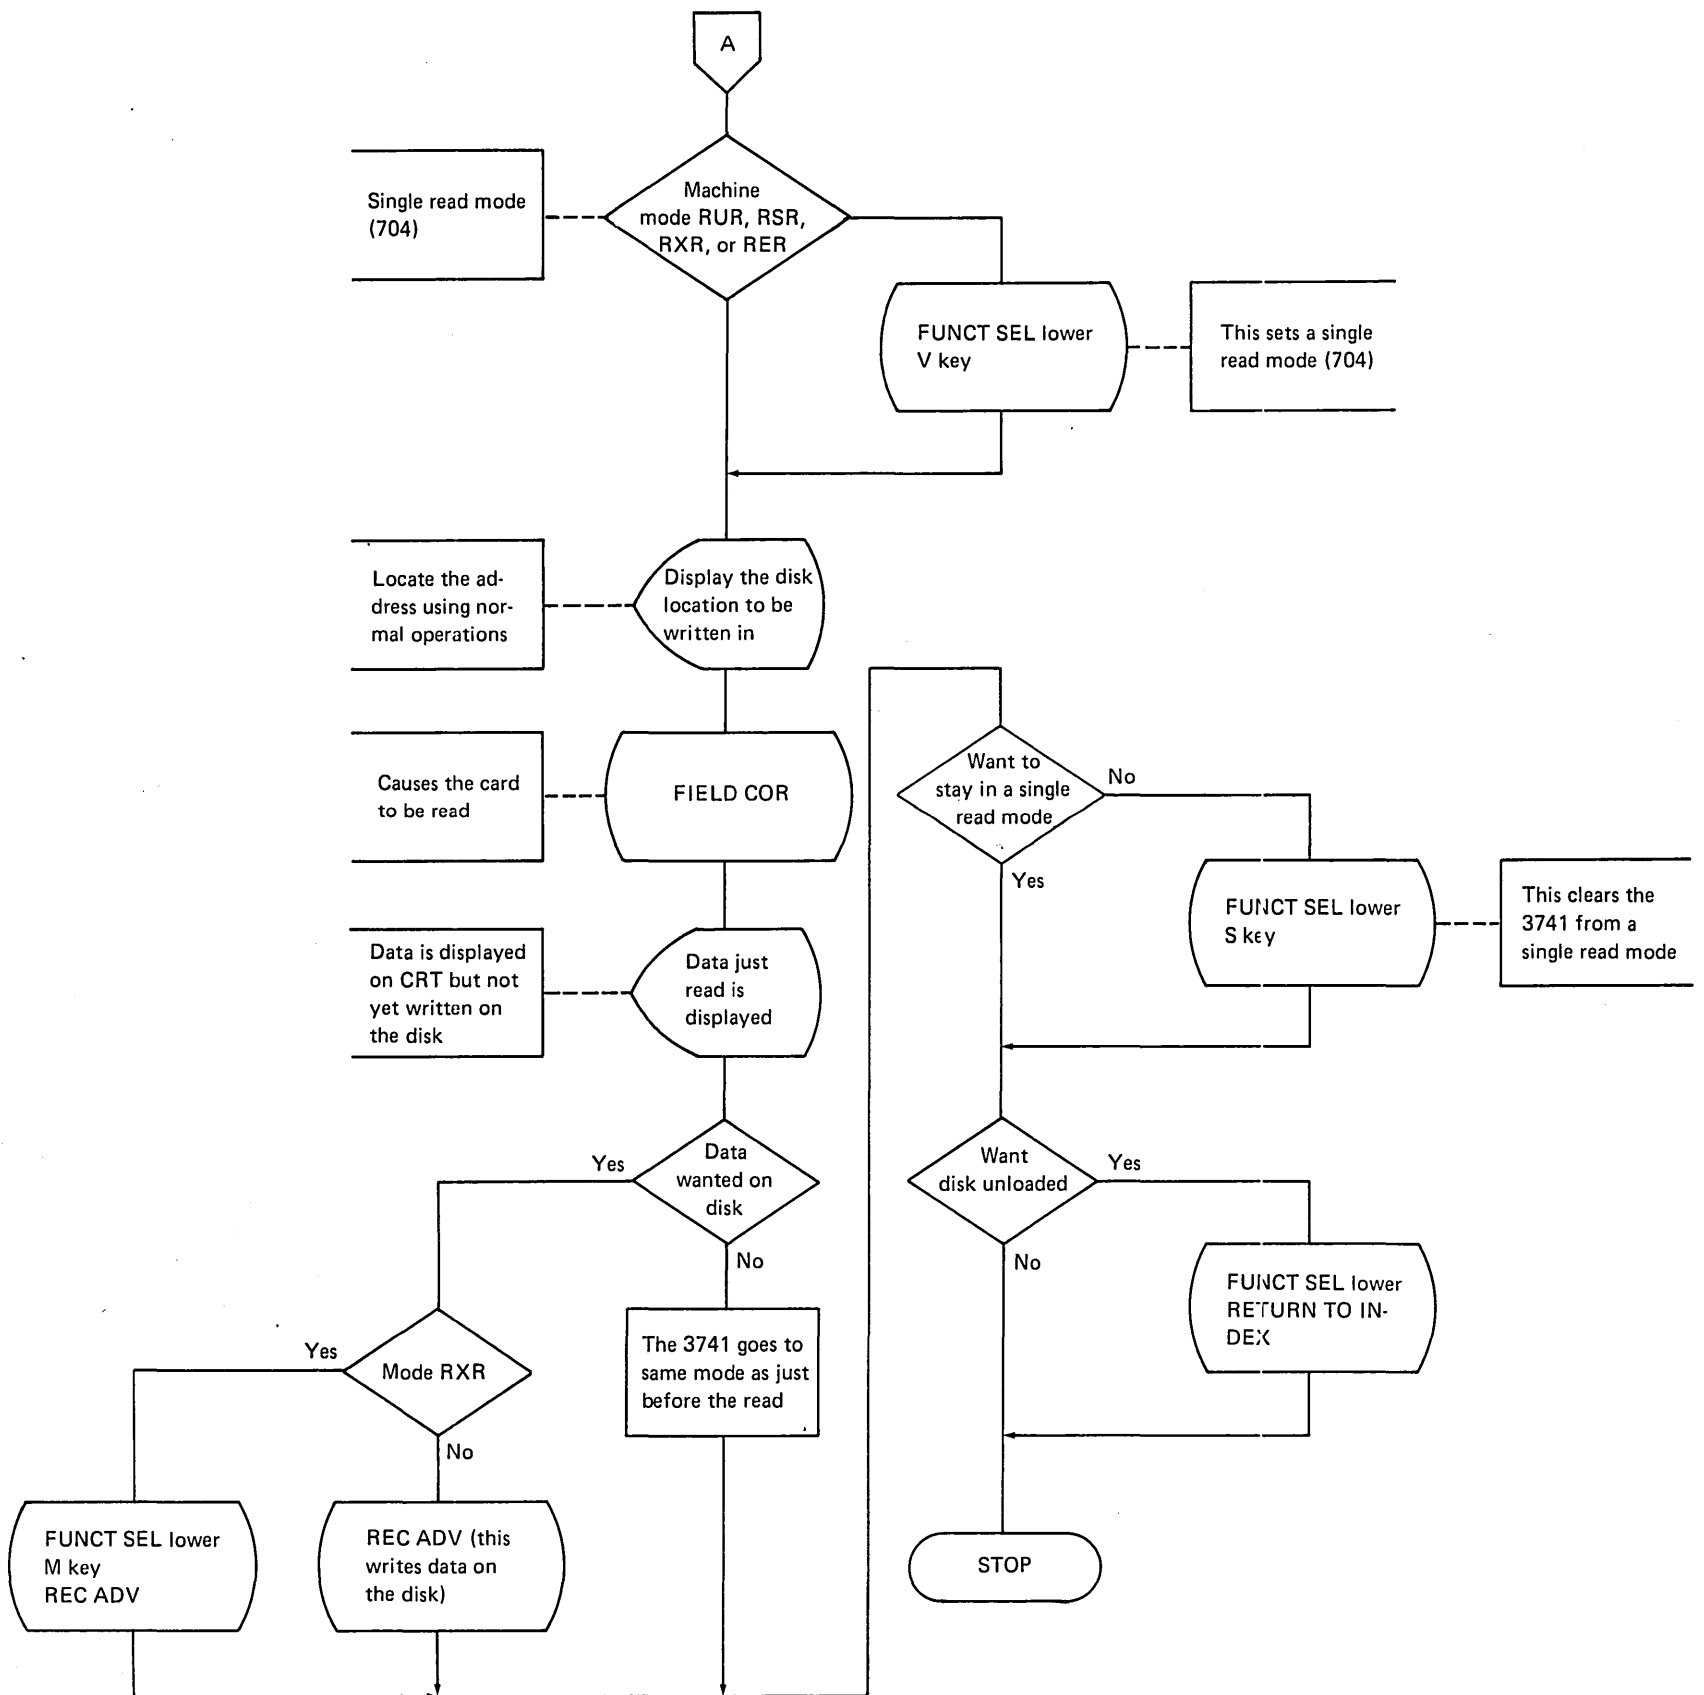 A
Single read mode
(704)
Machine
mode RUR, RSR,
RXR, or RER
FUNCT SEL lower
V key
This sets a single
read mode (704)
Locate the ad-
dress using nor-
mal operations
Display the disk
location to be
written in
Causes the card
to be read
FIELD COR
Data is displayed
on CRT but not
yet written on
the disk
Data just
read is
displayed
Data
wanted on
disk
Yes
No
Mode RXR
Yes
No
The 3741 goes to
same mode as just
before the read
FUNCT SEL lower
M key
REC ADV
REC ADV (this
writes data on
the disk)
Want to
stay in a single
read mode
No
Yes
FUNCT SEL lower
S key
This clears the
3741 from a
single read mode
Want
disk unloaded
Yes
No
FUNCT SEL lower
RETURN TO IN-
DEX
STOP